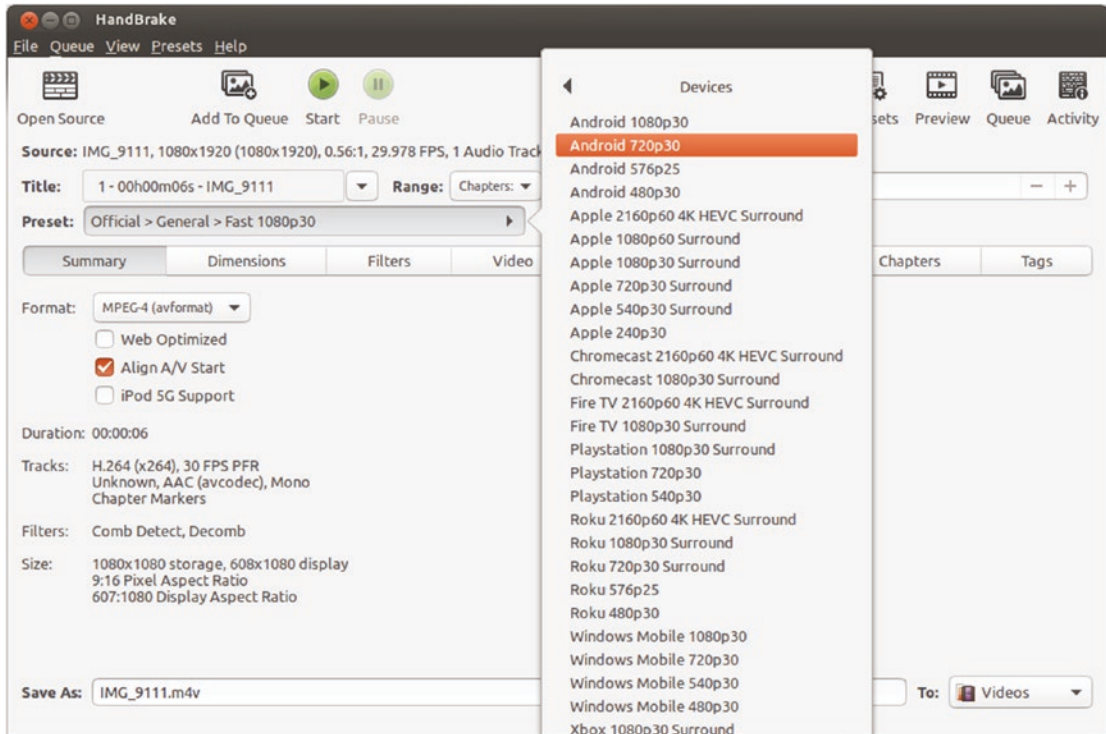 HandBrake
File Queue View Presets Help
Open Source
Add To Queue
Start
Pause
sets
Preview
Queue
Activity
Source: IMG_9111, 1080x1920 (1080x1920), 0.56:1, 29.978 FPS, 1 Audio Track
Title: 1 - 00h00m06s - IMG_9111 Range: Chapters:
Preset: Official > General > Fast 1080p30
Summary Dimensions Filters Video Chapters Tags
Format: MPEG-4 (avformat)
Web Optimized
Align A/V Start
iPod 5G Support
Duration: 00:00:06
Tracks: H.264 (x264), 30 FPS PFR
Unknown, AAC (avcodec), Mono
Chapter Markers
Filters: Comb Detect, Decomb
Size: 1080x1080 storage, 608x1080 display
9:16 Pixel Aspect Ratio
607:1080 Display Aspect Ratio
Save As: IMG_9111.m4v To: Videos
Devices
Android 1080p30
Android 720p30
Android 576p25
Android 480p30
Apple 2160p60 4K HEVC Surround
Apple 1080p60 Surround
Apple 1080p30 Surround
Apple 720p30 Surround
Apple 540p30 Surround
Apple 240p30
Chromecast 2160p60 4K HEVC Surround
Chromecast 1080p30 Surround
Fire TV 2160p60 4K HEVC Surround
Fire TV 1080p30 Surround
Playstation 1080p30 Surround
Playstation 720p30
Playstation 540p30
Roku 2160p60 4K HEVC Surround
Roku 1080p30 Surround
Roku 720p30 Surround
Roku 576p25
Roku 480p30
Windows Mobile 1080p30
Windows Mobile 720p30
Windows Mobile 540p30
Windows Mobile 480p30
Xbox 1080p30 Surround